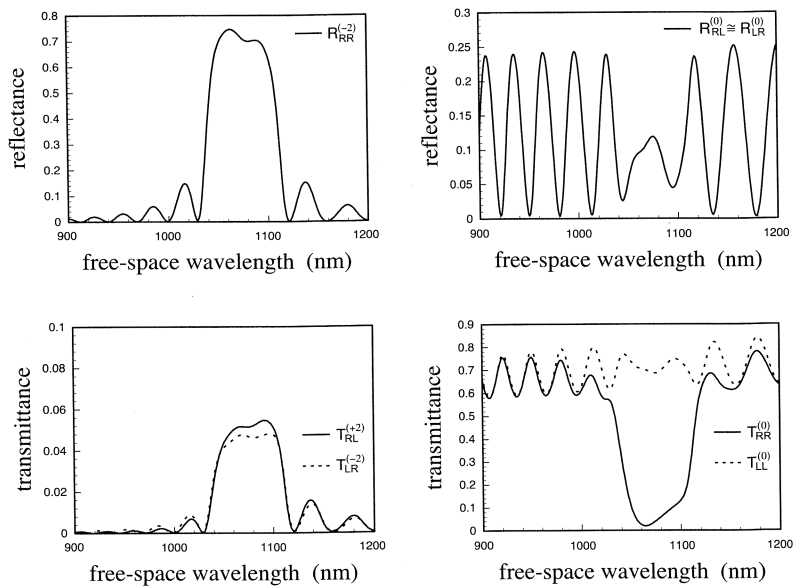 0.8
0.7
0.6
0.5
0.4
0.3
0.2
0.1
0
reflectance
R_RR^(−2)
900 1000 1100 1200
free-space wavelength (nm)
0.3
0.25
0.2
0.15
0.1
0.05
0
reflectance
R_RL^(0) ≅ R_LR^(0)
900 1000 1100 1200
free-space wavelength (nm)
0.1
0.08
0.06
0.04
0.02
0
transmittance
T_RL^(+2)
T_LR^(−2)
900 1000 1100 1200
free-space wavelength (nm)
0.9
0.8
0.7
0.6
0.5
0.4
0.3
0.2
0.1
0
transmittance
T_RR^(0)
T_LL^(0)
900 1000 1100 1200
free-space wavelength (nm)